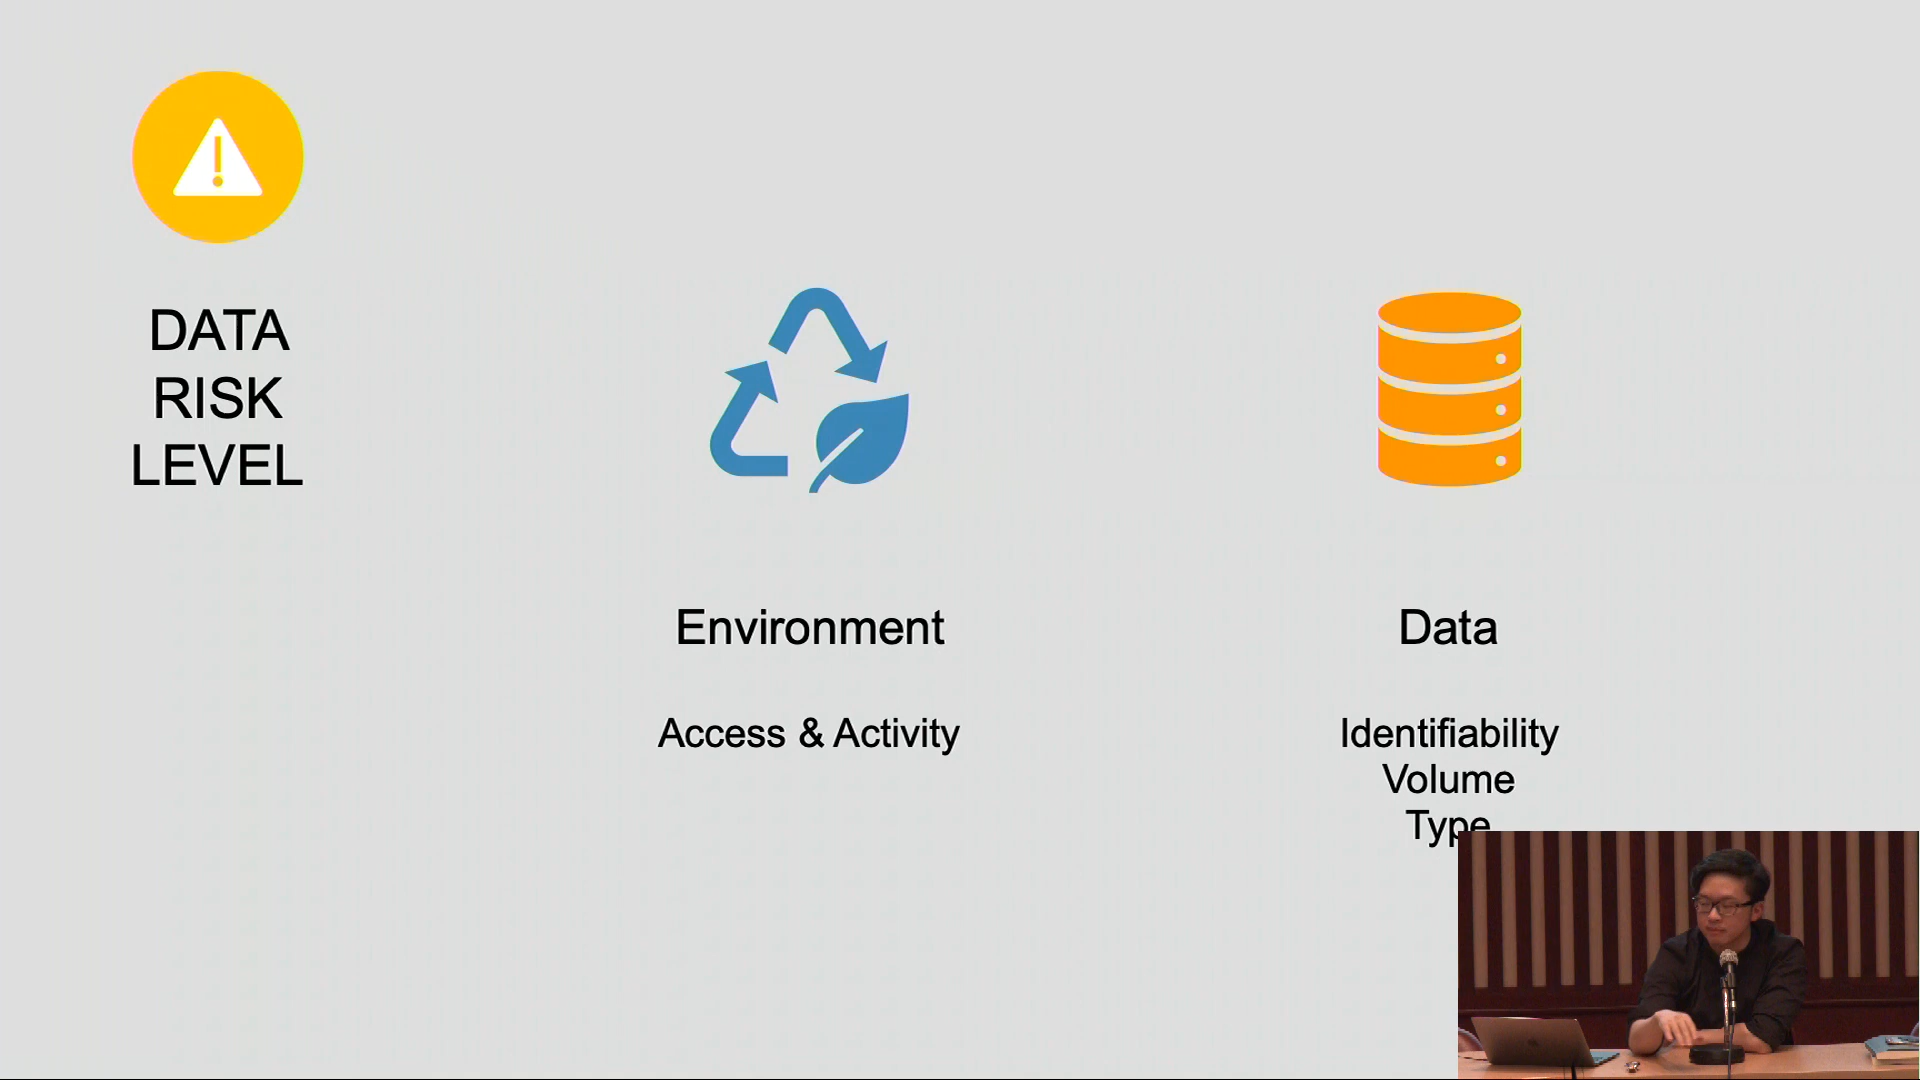 DATA
RISK
LEVEL
Environment
Access & Activity
Data
Identifiability
Volume
Type